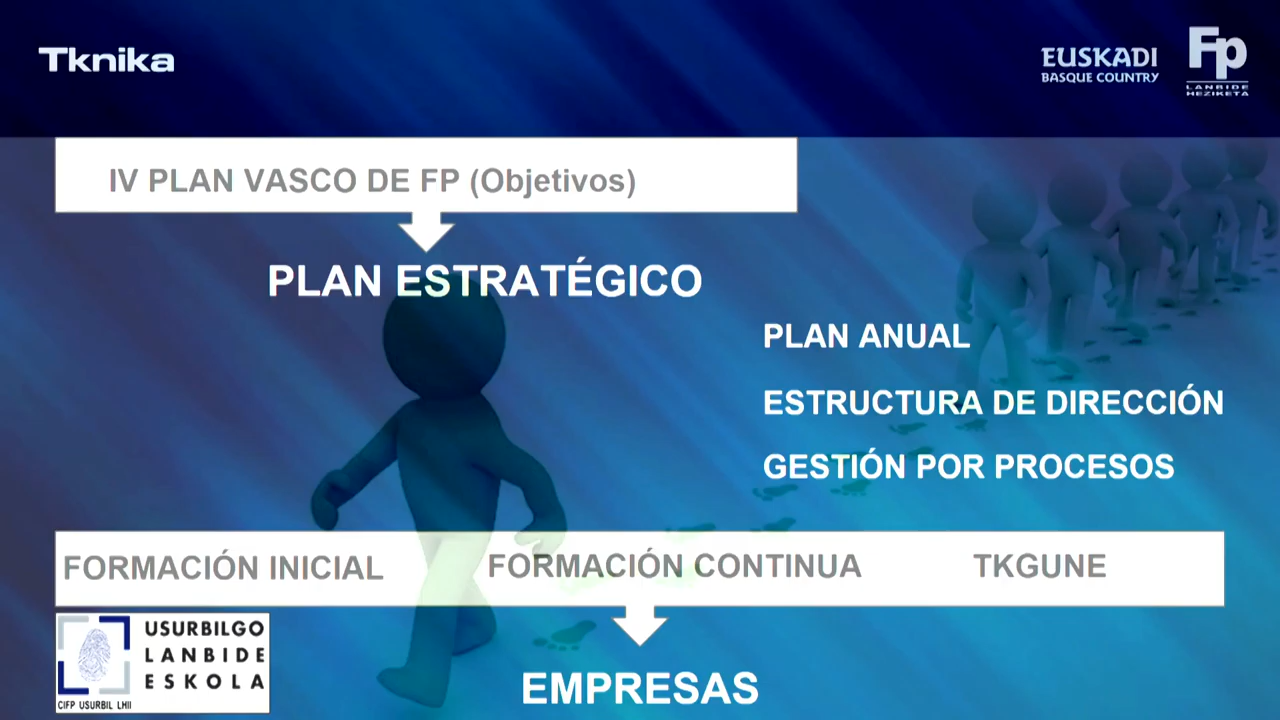 Tknika
EUSKADI
BASQUE COUNTRY
Fp
LANBIDE
HEZIKETA
IV PLAN VASCO DE FP (Objetivos)
PLAN ESTRATÉGICO
PLAN ANUAL
ESTRUCTURA DE DIRECCIÓN
GESTIÓN POR PROCESOS
FORMACIÓN INICIAL
FORMACIÓN CONTINUA
TKGUNE
USURBILGO
LANBIDE
ESKOLA
CIFP USURBIL LHII
EMPRESAS